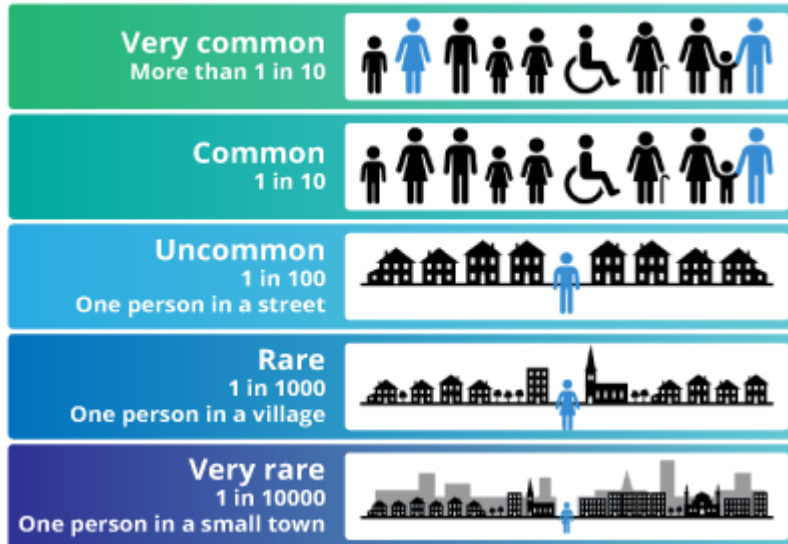 Very common
More than 1 in 10
Common
1 in 10
Uncommon
1 in 100
One person in a street
Rare
1 in 1000
One person in a village
Very rare
1 in 10000
One person in a small town